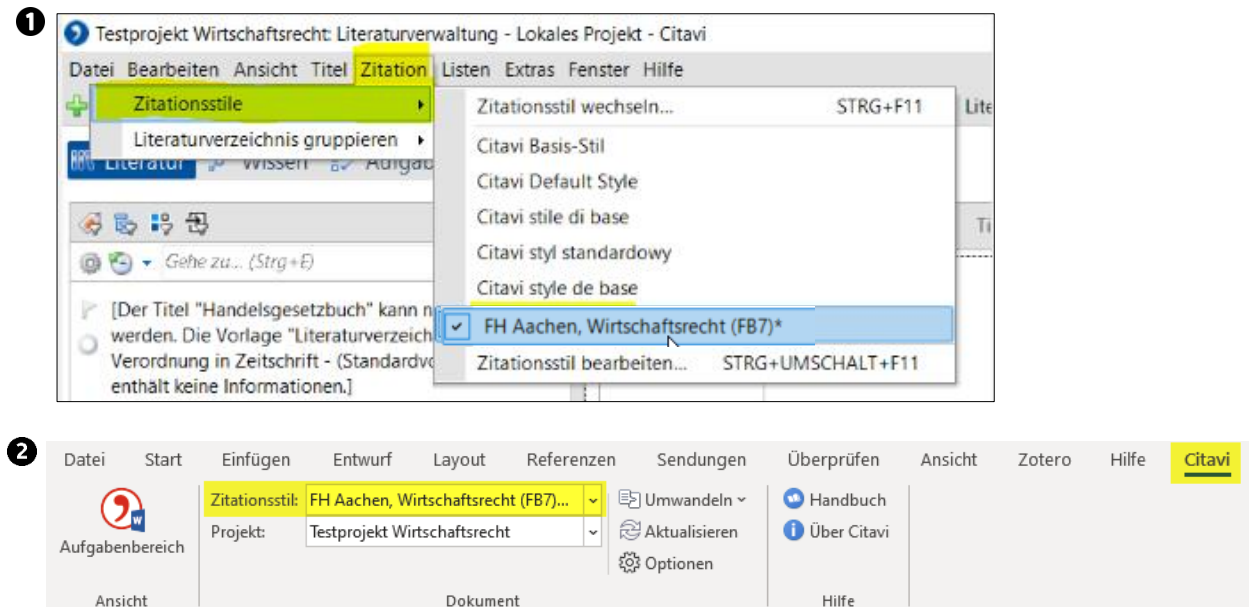 1
Testprojekt Wirtschaftsrecht: Literaturverwaltung - Lokales Projekt - Citavi
Datei Bearbeiten Ansicht Titel Zitation Listen Extras Fenster Hilfe
Zitationsstile
Zitationsstil wechseln... STRG+F11
Literaturverzeichnis gruppieren
Citavi Basis-Stil
Literatur Wissen
Citavi Default Style
Citavi stile di base
Gehe zu... (Strg+E)
Citavi styl standardowy
Citavi style de base
[Der Titel "Handelsgesetzbuch" kann
FH Aachen, Wirtschaftsrecht (FB7)*
werden. Die Vorlage "Literaturverzeich
Verordnung in Zeitschrift - (Standardvo
Zitationsstil bearbeiten... STRG+UMSCHALT+F11
enthält keine Informationen.]
2
Datei Start Einfügen Entwurf Layout Referenzen Sendungen Überprüfen Ansicht Zotero Hilfe Citavi
Zitationsstil: FH Aachen, Wirtschaftsrecht (FB7)... Umwandeln Handbuch
Projekt: Testprojekt Wirtschaftsrecht Aktualisieren Über Citavi
Aufgabenbereich
Optionen
Ansicht Dokument Hilfe